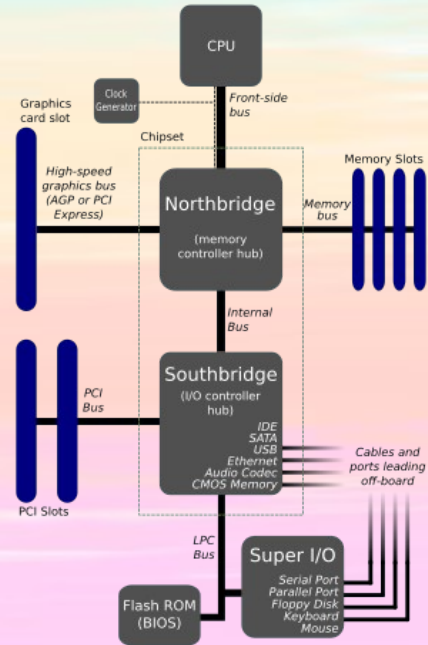 CPU
Clock
Generator
Front-side
bus
Graphics
card slot
Chipset
High-speed
graphics bus
(AGP or PCI
Express)
Northbridge
(memory
controller hub)
Memory
bus
Memory Slots
Internal
Bus
PCI
Bus
Southbridge
(I/O controller
hub)
IDE
SATA
USB
Ethernet
Audio Codec
CMOS Memory
Cables and
ports leading
off-board
PCI Slots
LPC
Bus
Super I/O
Serial Port
Parallel Port
Floppy Disk
Keyboard
Mouse
Flash ROM
(BIOS)